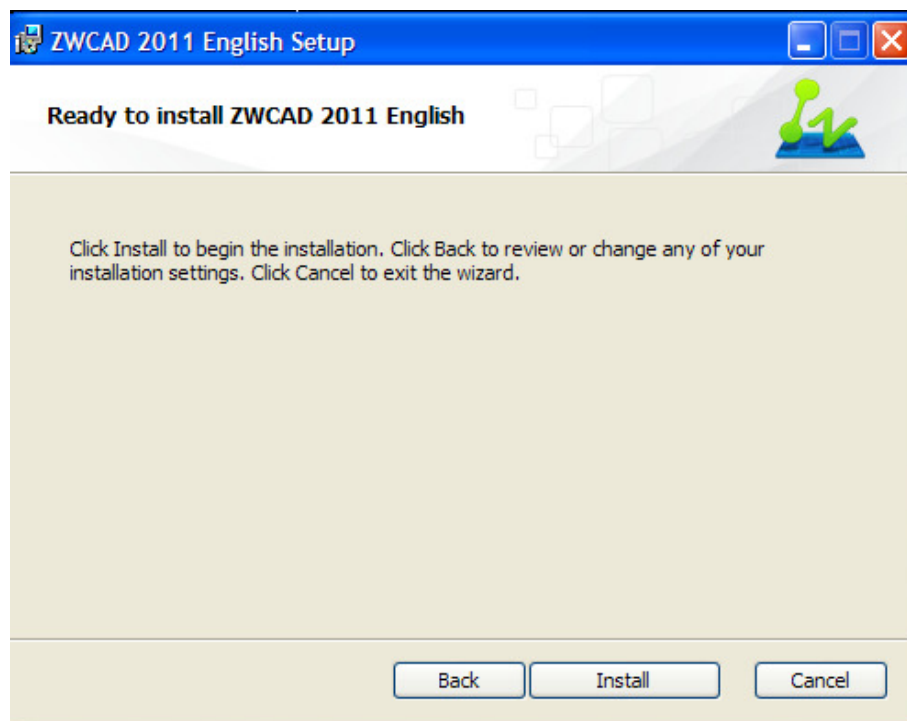 ZWCAD 2011 English Setup
Ready to install ZWCAD 2011 English
Click Install to begin the installation. Click Back to review or change any of your
installation settings. Click Cancel to exit the wizard.
Back Install Cancel